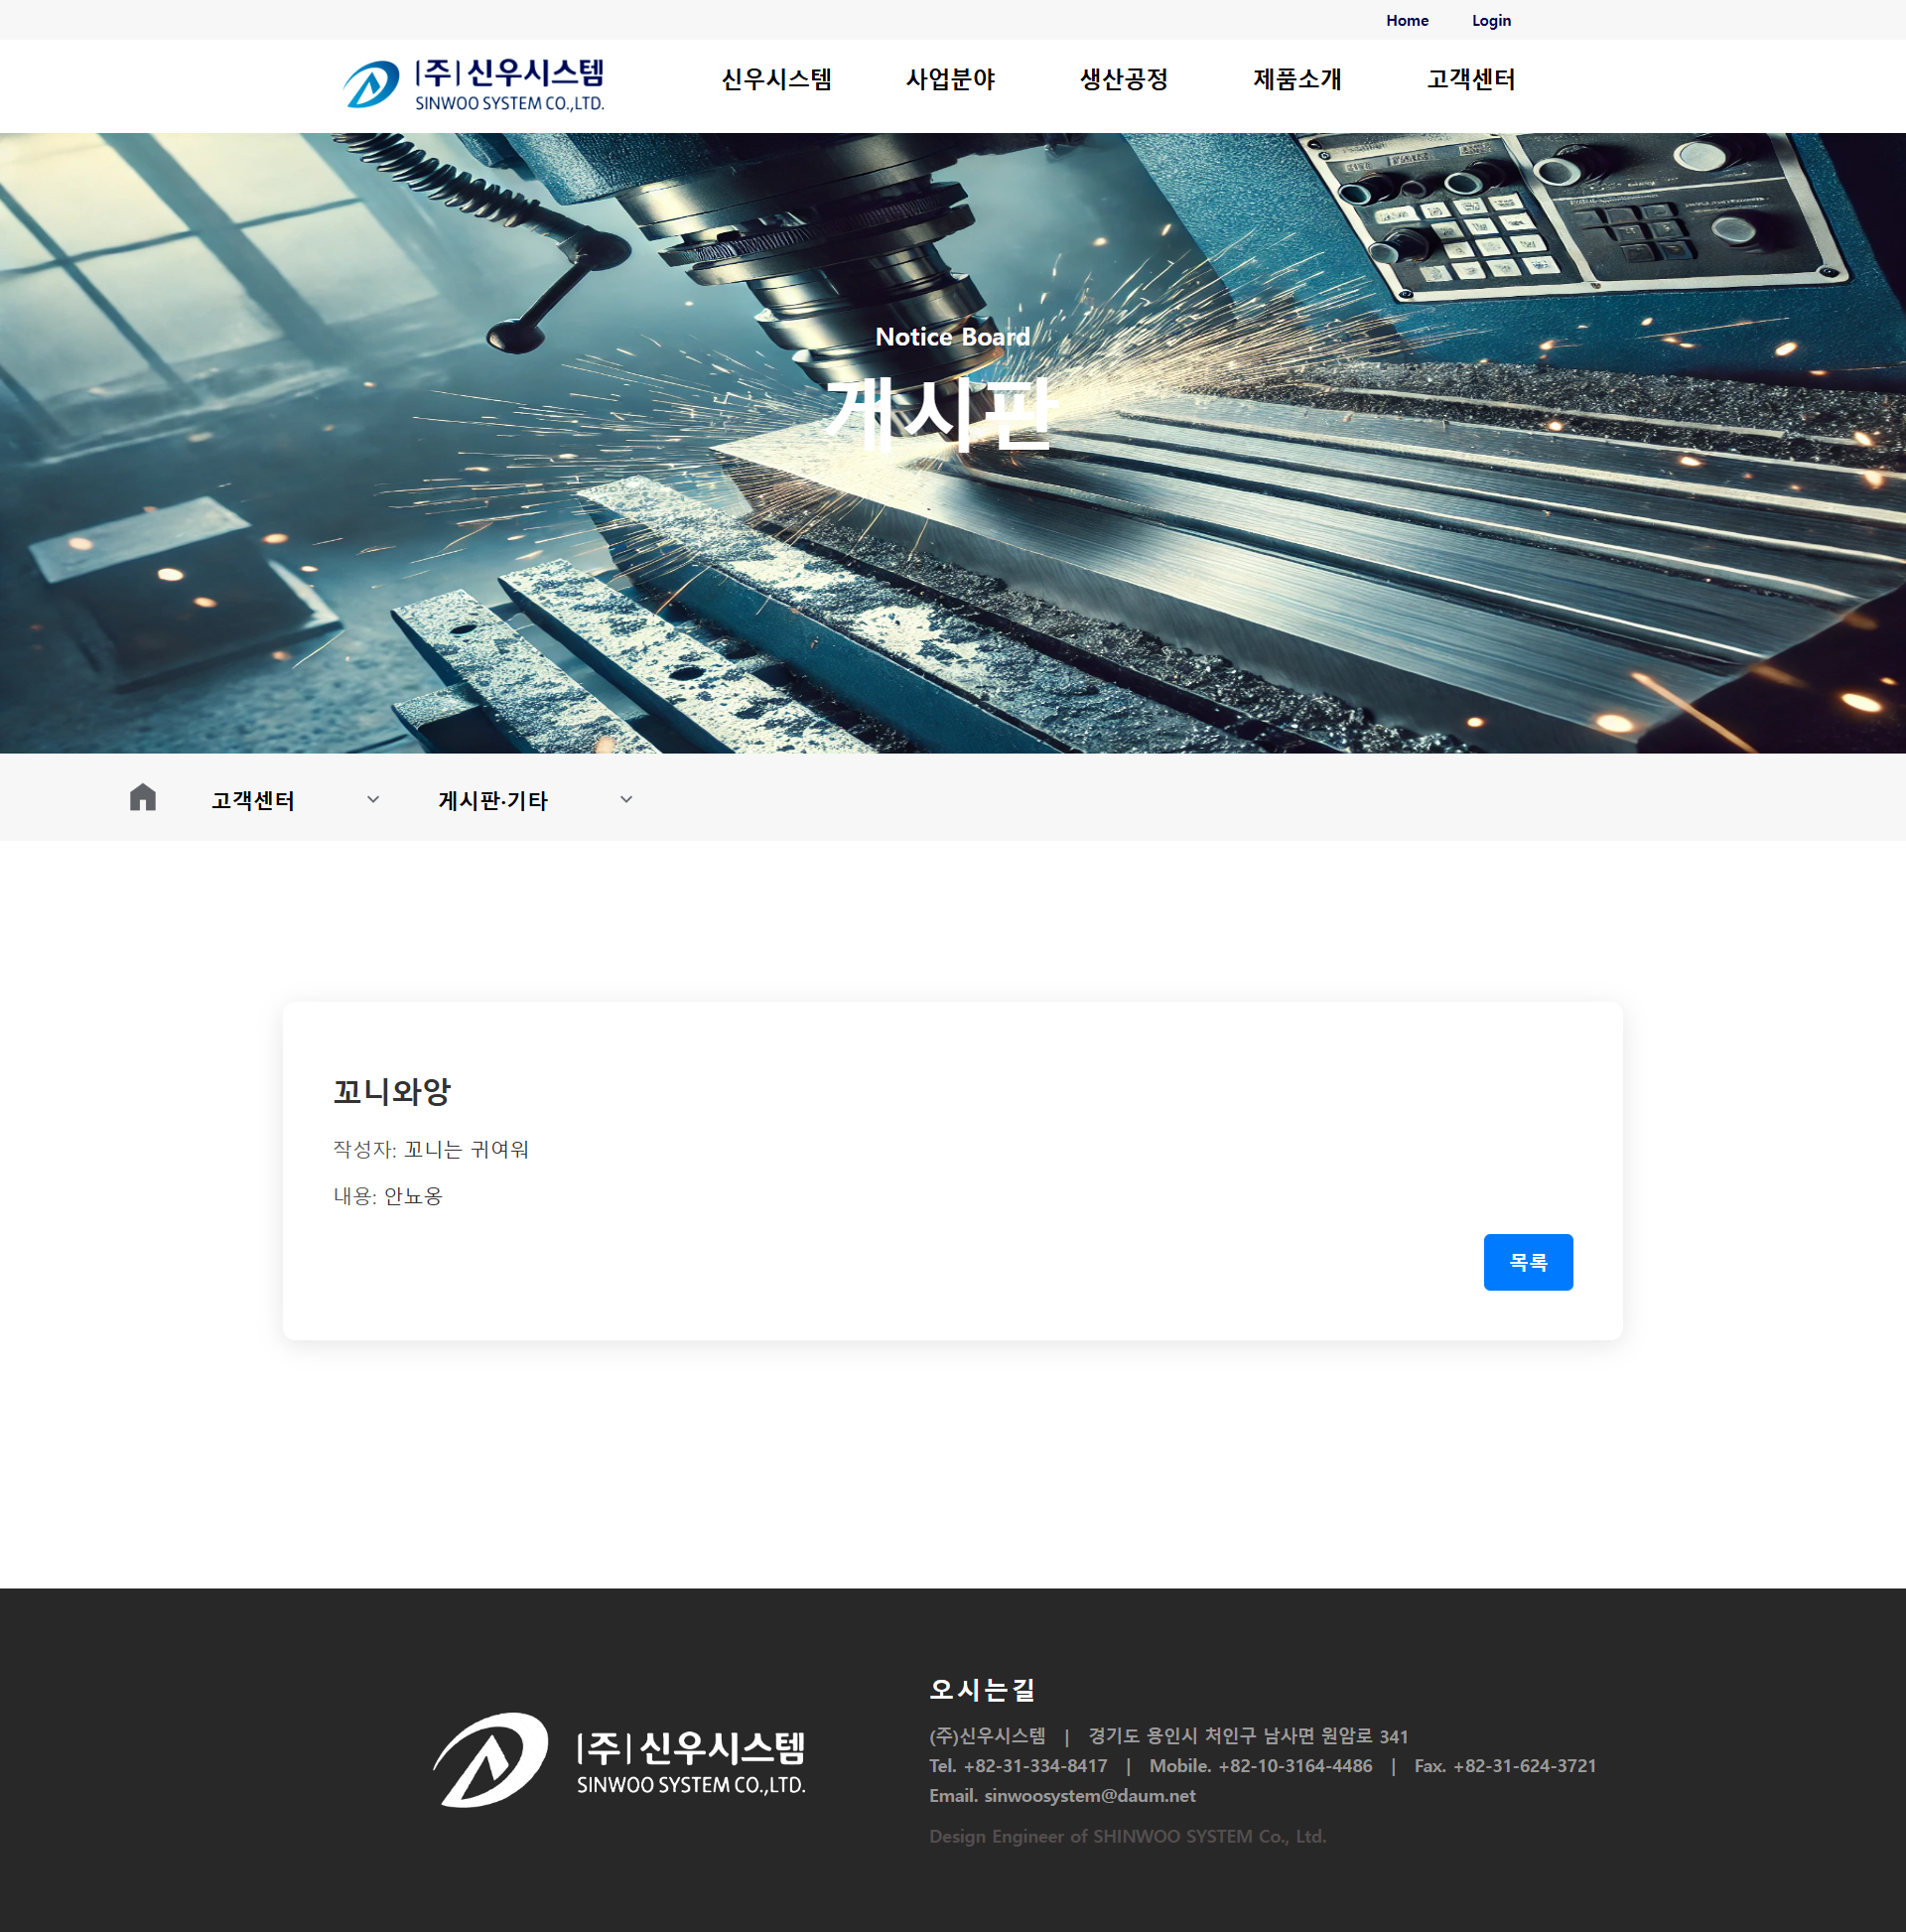 Home Login
|주| 신우시스템
SINWOO SYSTEM CO.,LTD.
신우시스템 사업분야 생산공정 제품소개 고객센터
Notice Board
게시판
고객센터 게시판·기타
꼬니와앙
작성자: 꼬니는 귀여워
내용: 안뇨옹
목록
|주| 신우시스템
SINWOO SYSTEM CO.,LTD.
오시는길
(주)신우시스템 | 경기도 용인시 처인구 남사면 원암로 341
Tel. +82-31-334-8417 | Mobile. +82-10-3164-4486 | Fax. +82-31-624-3721
Email. sinwoosystem@daum.net
Design Engineer of SHINWOO SYSTEM Co., Ltd.